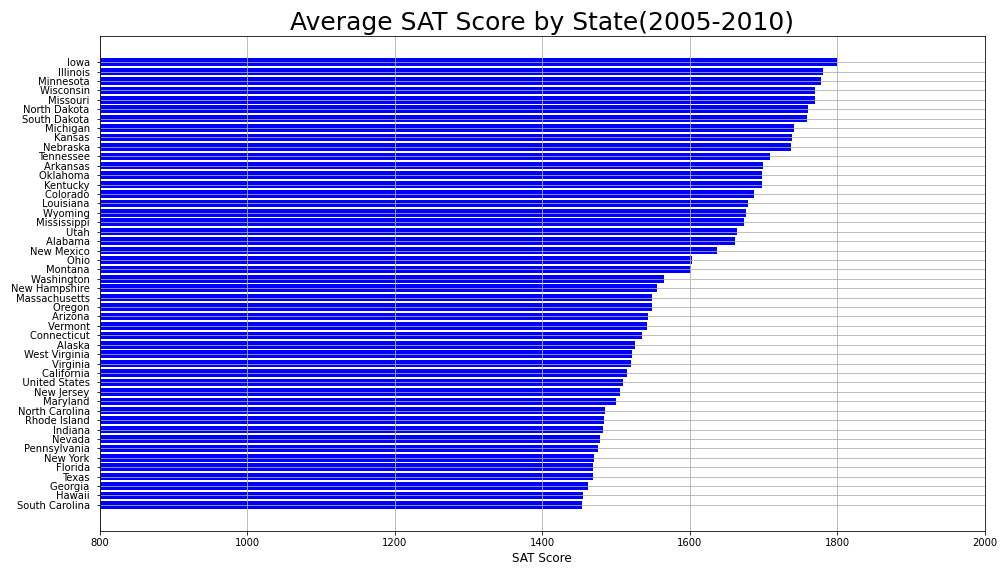 Average SAT Score by State(2005-2010)
Iowa
Illinois
Minnesota
Wisconsin
Missouri
North Dakota
South Dakota
Michigan
Kansas
Nebraska
Tennessee
Arkansas
Oklahoma
Kentucky
Colorado
Louisiana
Wyoming
Mississippi
Utah
Alabama
New Mexico
Ohio
Montana
Washington
New Hampshire
Massachusetts
Oregon
Arizona
Vermont
Connecticut
Alaska
West Virginia
Virginia
California
United States
New Jersey
Maryland
North Carolina
Rhode Island
Indiana
Nevada
Pennsylvania
New York
Florida
Texas
Georgia
Hawaii
South Carolina
800 1000 1200 1400 1600 1800 2000
SAT Score